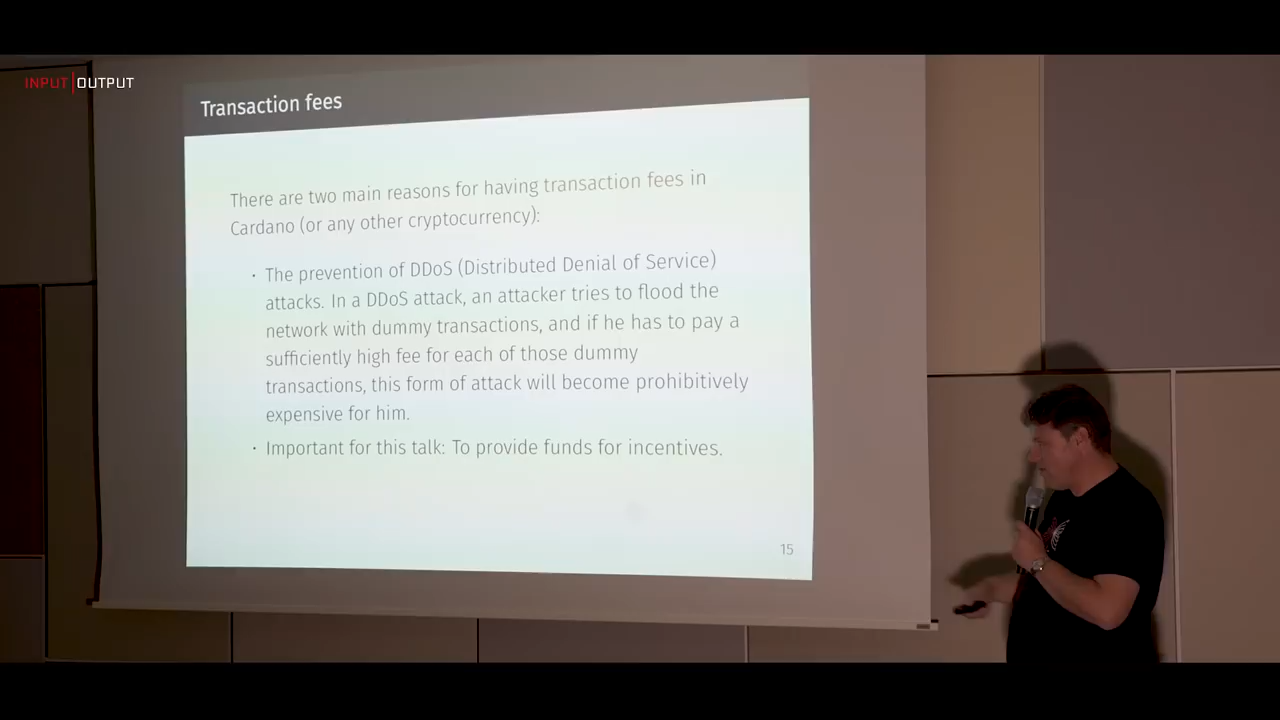 INPUT|OUTPUT
Transaction fees
There are two main reasons for having transaction fees in
Cardano (or any other cryptocurrency):
· The prevention of DDoS (Distributed Denial of Service)
attacks. In a DDoS attack, an attacker tries to flood the
network with dummy transactions, and if he has to pay a
sufficiently high fee for each of those dummy
transactions, this form of attack will become prohibitively
expensive for him.
· Important for this talk: To provide funds for incentives.
15